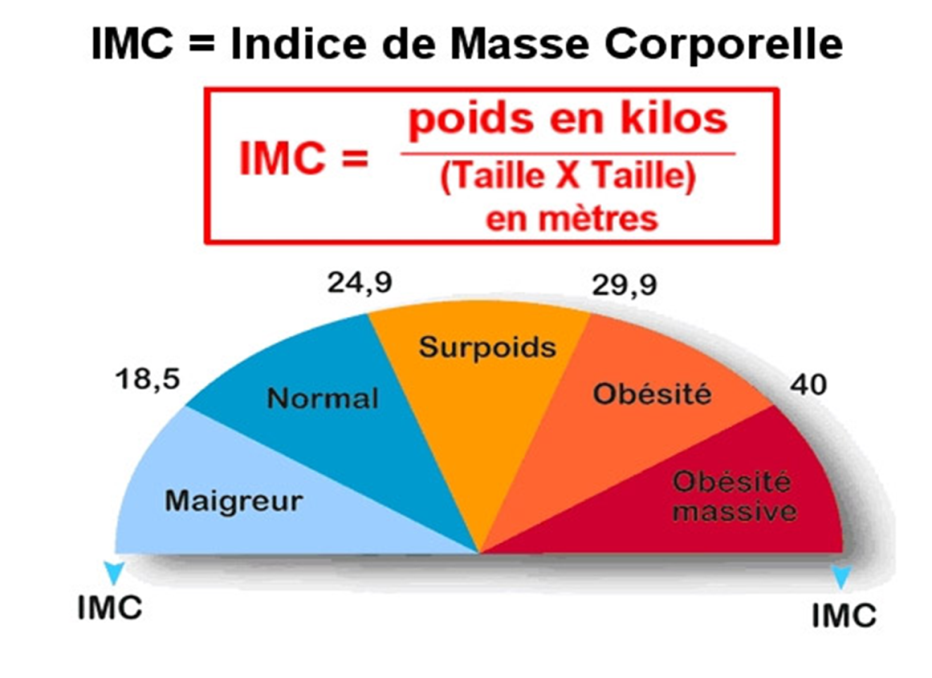 IMC = Indice de Masse Corporelle
IMC = poids en kilos
(Taille X Taille)
en mètres
24,9
29,9
18,5
40
Surpoids
Normal
Obésité
Maigreur
Obésité
massive
IMC
IMC